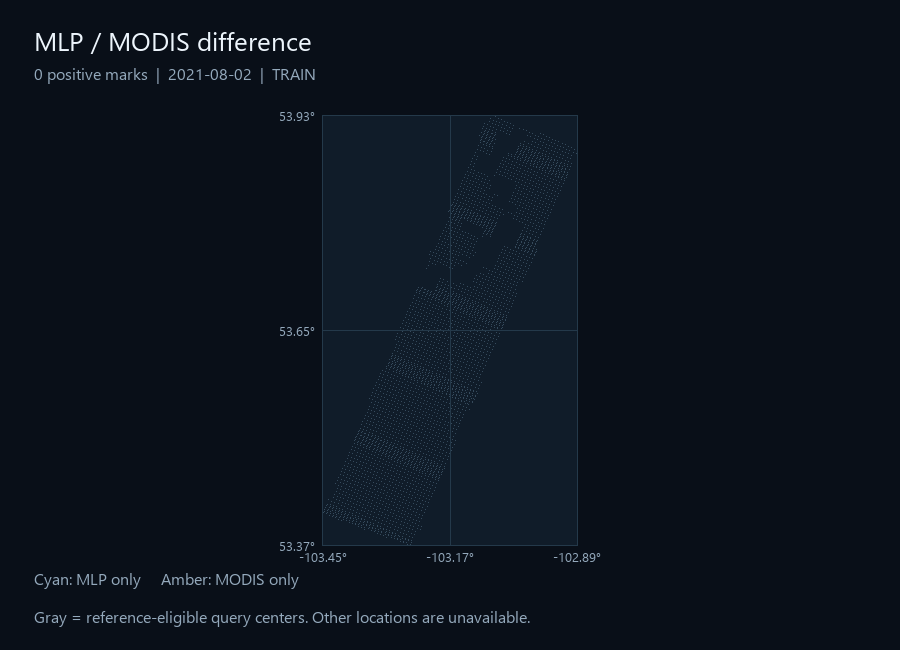 MLP / MODIS difference
0 positive marks | 2021-08-02 | TRAIN
53.93°
53.65°
53.37°
-103.45° -103.17° -102.89°
Cyan: MLP only Amber: MODIS only
Gray = reference-eligible query centers. Other locations are unavailable.